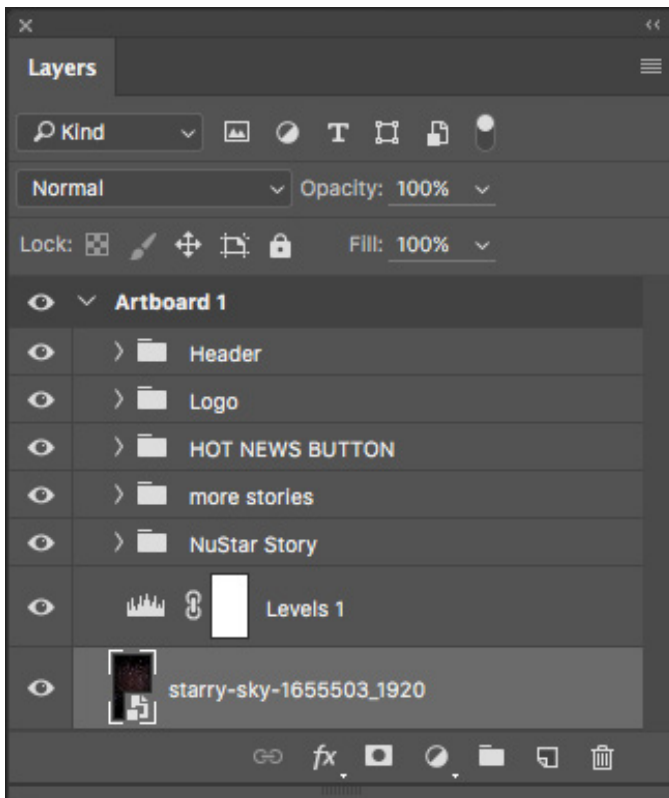 Layers
Kind
Normal Opacity: 100%
Lock: Fill: 100%
Artboard 1
Header
Logo
HOT NEWS BUTTON
more stories
NuStar Story
Levels 1
starry-sky-1655503_1920
fx